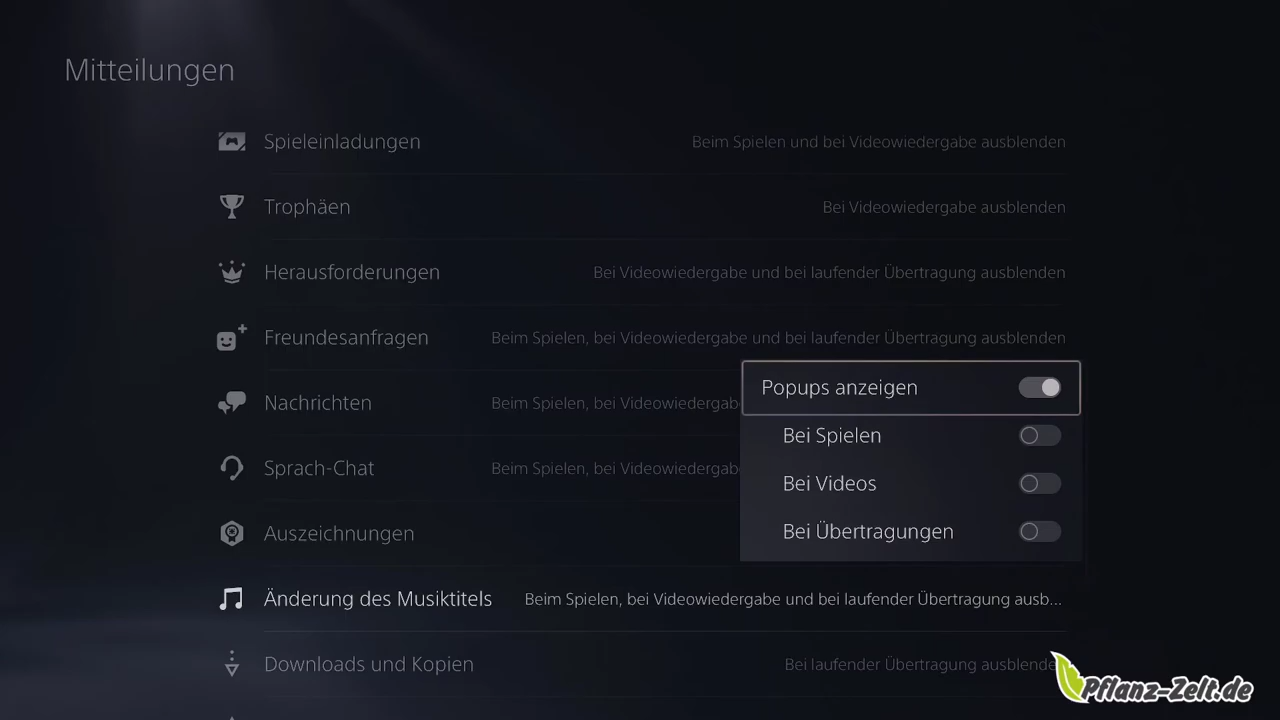 Mitteilungen
Spieleinladungen Beim Spielen und bei Videowiedergabe ausblenden
Trophäen Bei Videowiedergabe ausblenden
Herausforderungen Bei Videowiedergabe und bei laufender Übertragung ausblenden
Freundesanfragen Beim Spielen, bei Videowiedergabe und bei laufender Übertragung ausblenden
Popups anzeigen
Nachrichten Beim Spielen, bei Videowiedergab
Bei Spielen
Sprach-Chat Beim Spielen, bei Videowiedergab
Bei Videos
Auszeichnungen
Bei Übertragungen
Änderung des Musiktitels Beim Spielen, bei Videowiedergabe und bei laufender Übertragung ausb...
Downloads und Kopien Bei laufender Übertragung ausblende
Pflanz-Zelt.de